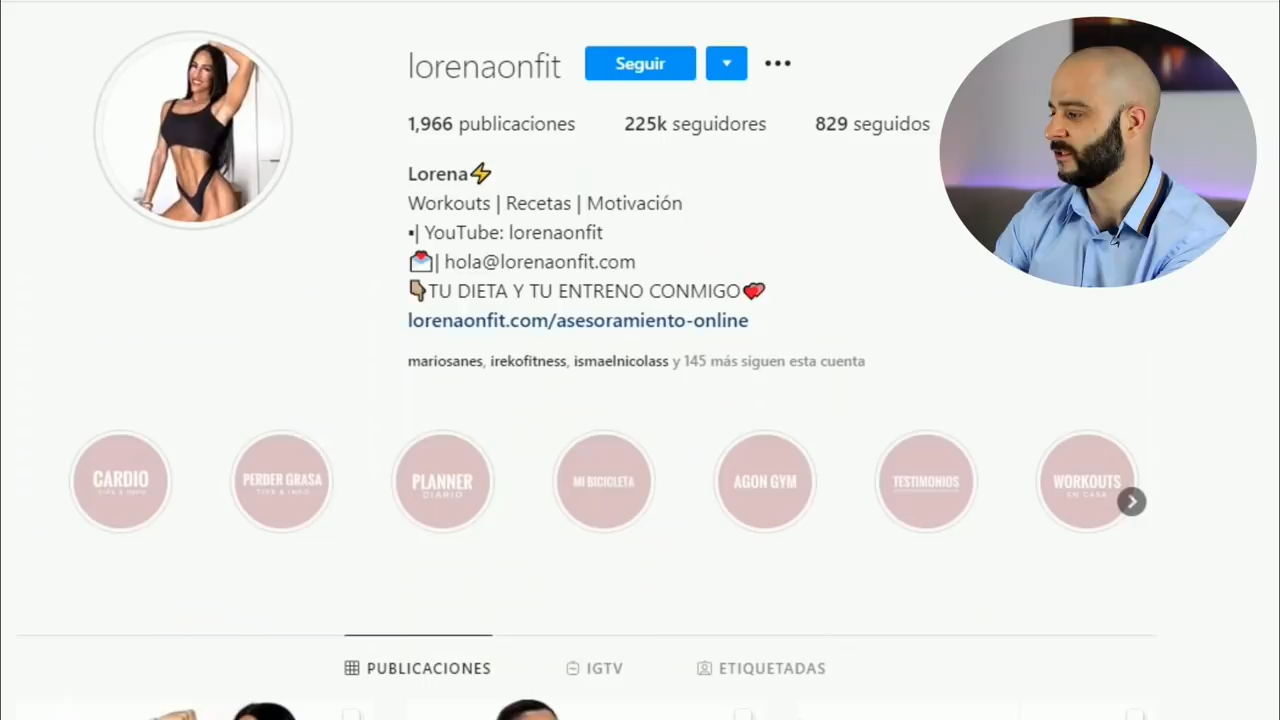 lorenaonfit Seguir
1,966 publicaciones 225k seguidores 829 seguidos
Lorena⚡
Workouts | Recetas | Motivación
▪| YouTube: lorenaonfit
💌| hola@lorenaonfit.com
👇🏽TU DIETA Y TU ENTRENO CONMIGO💕
lorenaonfit.com/asesoramiento-online
mariosanes, irekofitness, ismaelnicolass y 145 más siguen esta cuenta
CARDIO
PERDER GRASA
TIPS & INFO
PLANNER
DIARIO
MI BICICLETA
AGON GYM
TESTIMONIOS
WORKOUTS
EN CASA
PUBLICACIONES IGTV ETIQUETADAS